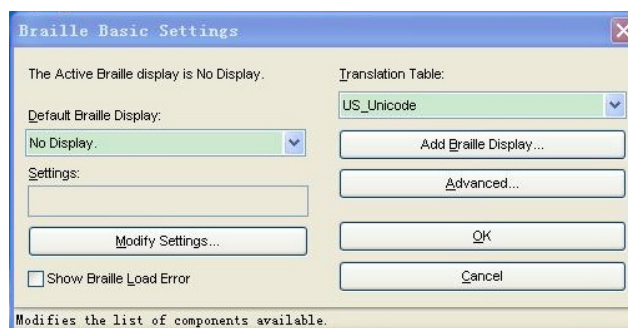 Braille Basic Settings
The Active Braille display is No Display.
Default Braille Display:
No Display.
Settings:
Modify Settings...
Show Braille Load Error
Translation Table:
US_Unicode
Add Braille Display...
Advanced...
OK
Cancel
Modifies the list of components available.